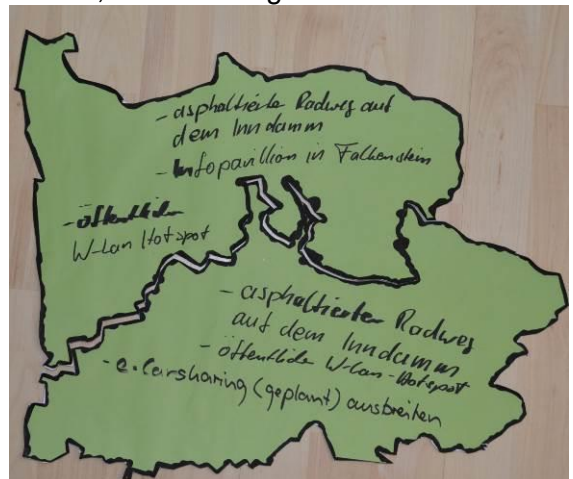 - asphaltierte Radweg auf
dem Inndamm
- Infopavillion in Falkenstein
- öffentliche
W-Lan Hotspot
- asphaltierter Radweg
auf dem Inndamm
- öffentliche W-Lan-Hotspot
- e.Carsharing (geplant) ausbreiten